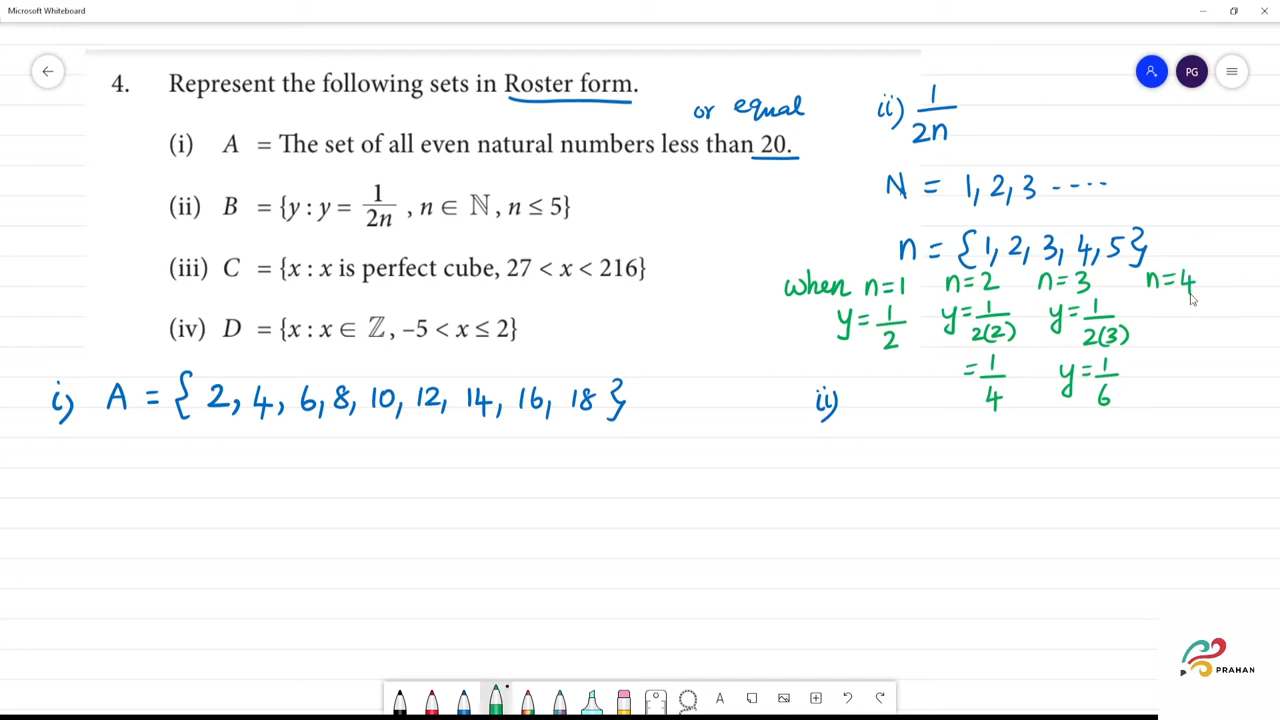 Microsoft Whiteboard
PG
4. Represent the following sets in Roster form.
or equal
(i) A = The set of all even natural numbers less than 20.
(ii) B = {y : y = 1/2n , n ∈ ℕ, n ≤ 5}
(iii) C = {x : x is perfect cube, 27 < x < 216}
(iv) D = {x : x ∈ ℤ, –5 < x ≤ 2}
i) A = { 2, 4, 6, 8, 10, 12, 14, 16, 18 }
ii) 1/2n
N = 1, 2, 3 ----
n = {1, 2, 3, 4, 5}
when n=1 n=2 n=3 n=4
y = 1/2 y = 1/2(2) y = 1/2(3)
= 1/4 y = 1/6
ii)
A
PRAHAN